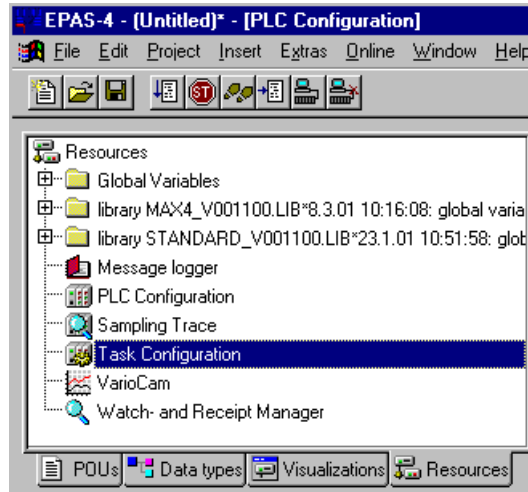 EPAS-4 - (Untitled)* - [PLC Configuration]
File Edit Project Insert Extras Online Window Help
ST
Resources
Global Variables
library MAX4_V001100.LIB*8.3.01 10:16:08: global varia
library STANDARD_V001100.LIB*23.1.01 10:51:58: glob
Message logger
PLC Configuration
Sampling Trace
Task Configuration
VarioCam
Watch- and Receipt Manager
POUs Data types Visualizations Resources